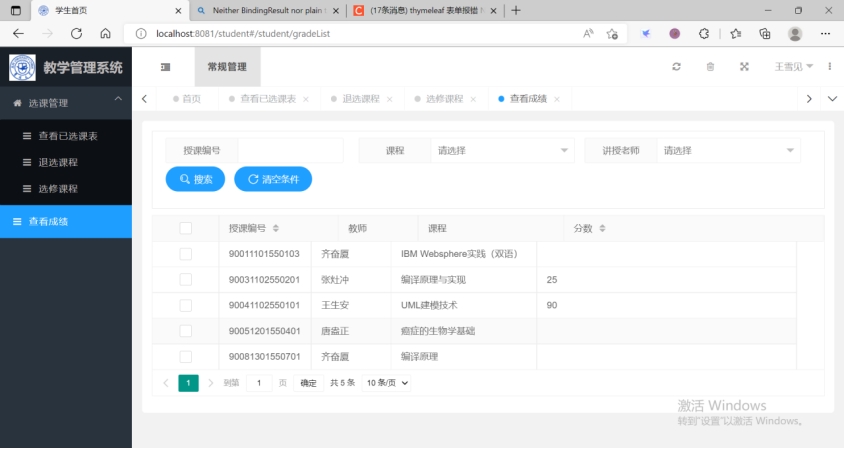 学生首页
Neither BindingResult nor plain
(17条消息) thymeleaf 表单报错
localhost:8081/student#/student/gradeList
教学管理系统
常规管理
王雪见
选课管理
首页
查看已选课表
退选课程
选修课程
查看成绩
查看已选课表
退选课程
选修课程
查看成绩
授课编号
课程
请选择
讲授老师
请选择
搜索
清空条件
授课编号 教师 课程 分数
90011101550103 齐奋厦 IBM Websphere实践（双语）
90031102550201 张灶冲 编译原理与实现 25
90041102550101 王生安 UML建模技术 90
90051201550401 正 癌症的生物学基础
90081301550701 齐奋厦 编译原理
1 到第 1 页 确定 共 5 条 10 条/页
激活 Windows
转到"设置"以激活 Windows。